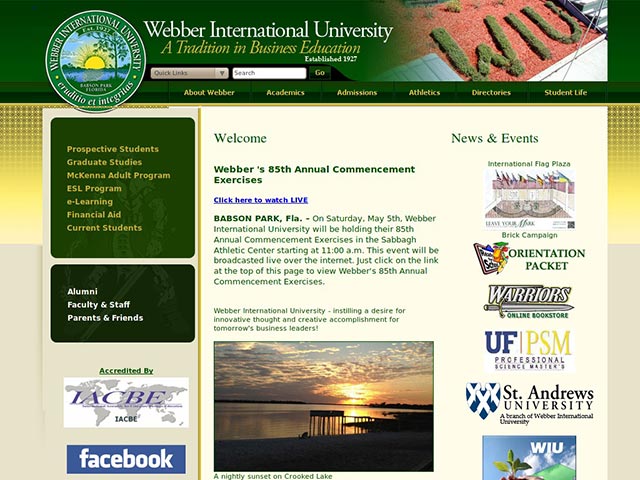 WEBBER INTERNATIONAL UNIVERSITY
Est. 1927
BABSON PARK, FLORIDA
erudito et integritas
Webber International University
A Tradition in Business Education
Established 1927
WIU
Quick Links
Search
Go
About Webber
Academics
Admissions
Athletics
Directories
Student Life
Prospective Students
Graduate Studies
McKenna Adult Program
ESL Program
e-Learning
Financial Aid
Current Students
Alumni
Faculty & Staff
Parents & Friends
Accredited By
IACBE
IACBE
facebook
Welcome
Webber 's 85th Annual Commencement
Exercises
Click here to watch LIVE
BABSON PARK, Fla. – On Saturday, May 5th, Webber
International University will be holding their 85th
Annual Commencement Exercises in the Sabbagh
Athletic Center starting at 11:00 a.m. This event will be
broadcasted live over the internet. Just click on the link
at the top of this page to view Webber's 85th Annual
Commencement Exercises.
Webber International University - instilling a desire for
innovative thought and creative accomplishment for
tomorrow's business leaders!
A nightly sunset on Crooked Lake
News & Events
International Flag Plaza
LEAVE YOUR MARK
Brick Campaign
ORIENTATION
PACKET
WARRIORS
ONLINE BOOKSTORE
UF PSM
PROFESSIONAL
SCIENCE MASTER'S
St. Andrews
UNIVERSITY
A branch of Webber International
University
WIU